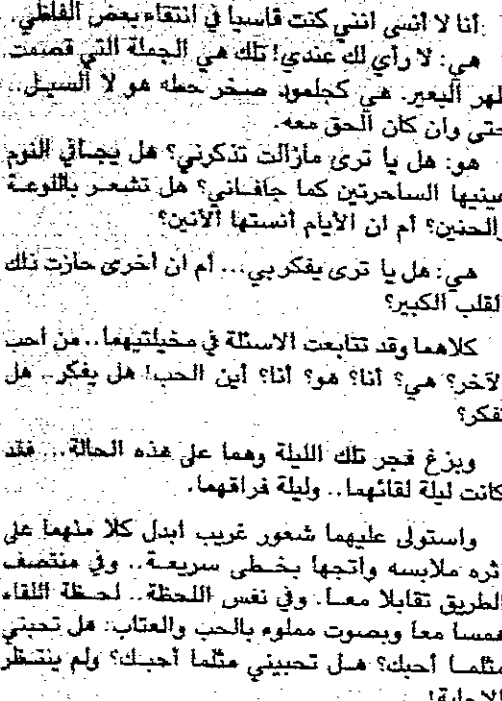 أنا لا أنسى انني كنت قاسيا في انتقاء بعض ألفاظي.
هي: لا رأي لك عندي! تلك هي الجملة التي قصمت
ظهر البعير. هي كجلمود صخر حطه هو لا السيل..
حتى وان كان الحق معه.
هو: هل يا ترى مازالت تذكرني؟ هل يجافي النوم
عينيها الساحرتين كما جافاني؟ هل تشعر باللوعة
والحنين؟ أم ان الأيام أنستها الأنين؟
هي: هل يا ترى يفكر بي... أم ان اخرى حازت ذلك
القلب الكبير؟
كلاهما وقد تتابعت الاسئلة في مخيلتيهما.. من احب
الآخر؟ هي؟ أنا؟ هو؟ أنا؟ أين الحب! هل يفكر.. هل
تفكر؟
وبزغ فجر تلك الليلة وهما على هذه الحالة... فقد
كانت ليلة لقائهما.. وليلة فراقهما.
واستولى عليهما شعور غريب ابدل كلا منهما على
اثره ملابسه واتجها بخطى سريعة.. وفي منتصف
الطريق تقابلا معا. وفي نفس اللحظة.. لحظة اللقاء
همسا معا وبصوت مملوء بالحب والعتاب: هل تحبني
مثلما أحبك؟ هل تحبيني مثلما أحبك؟ ولم ينتظر
الاجابة!